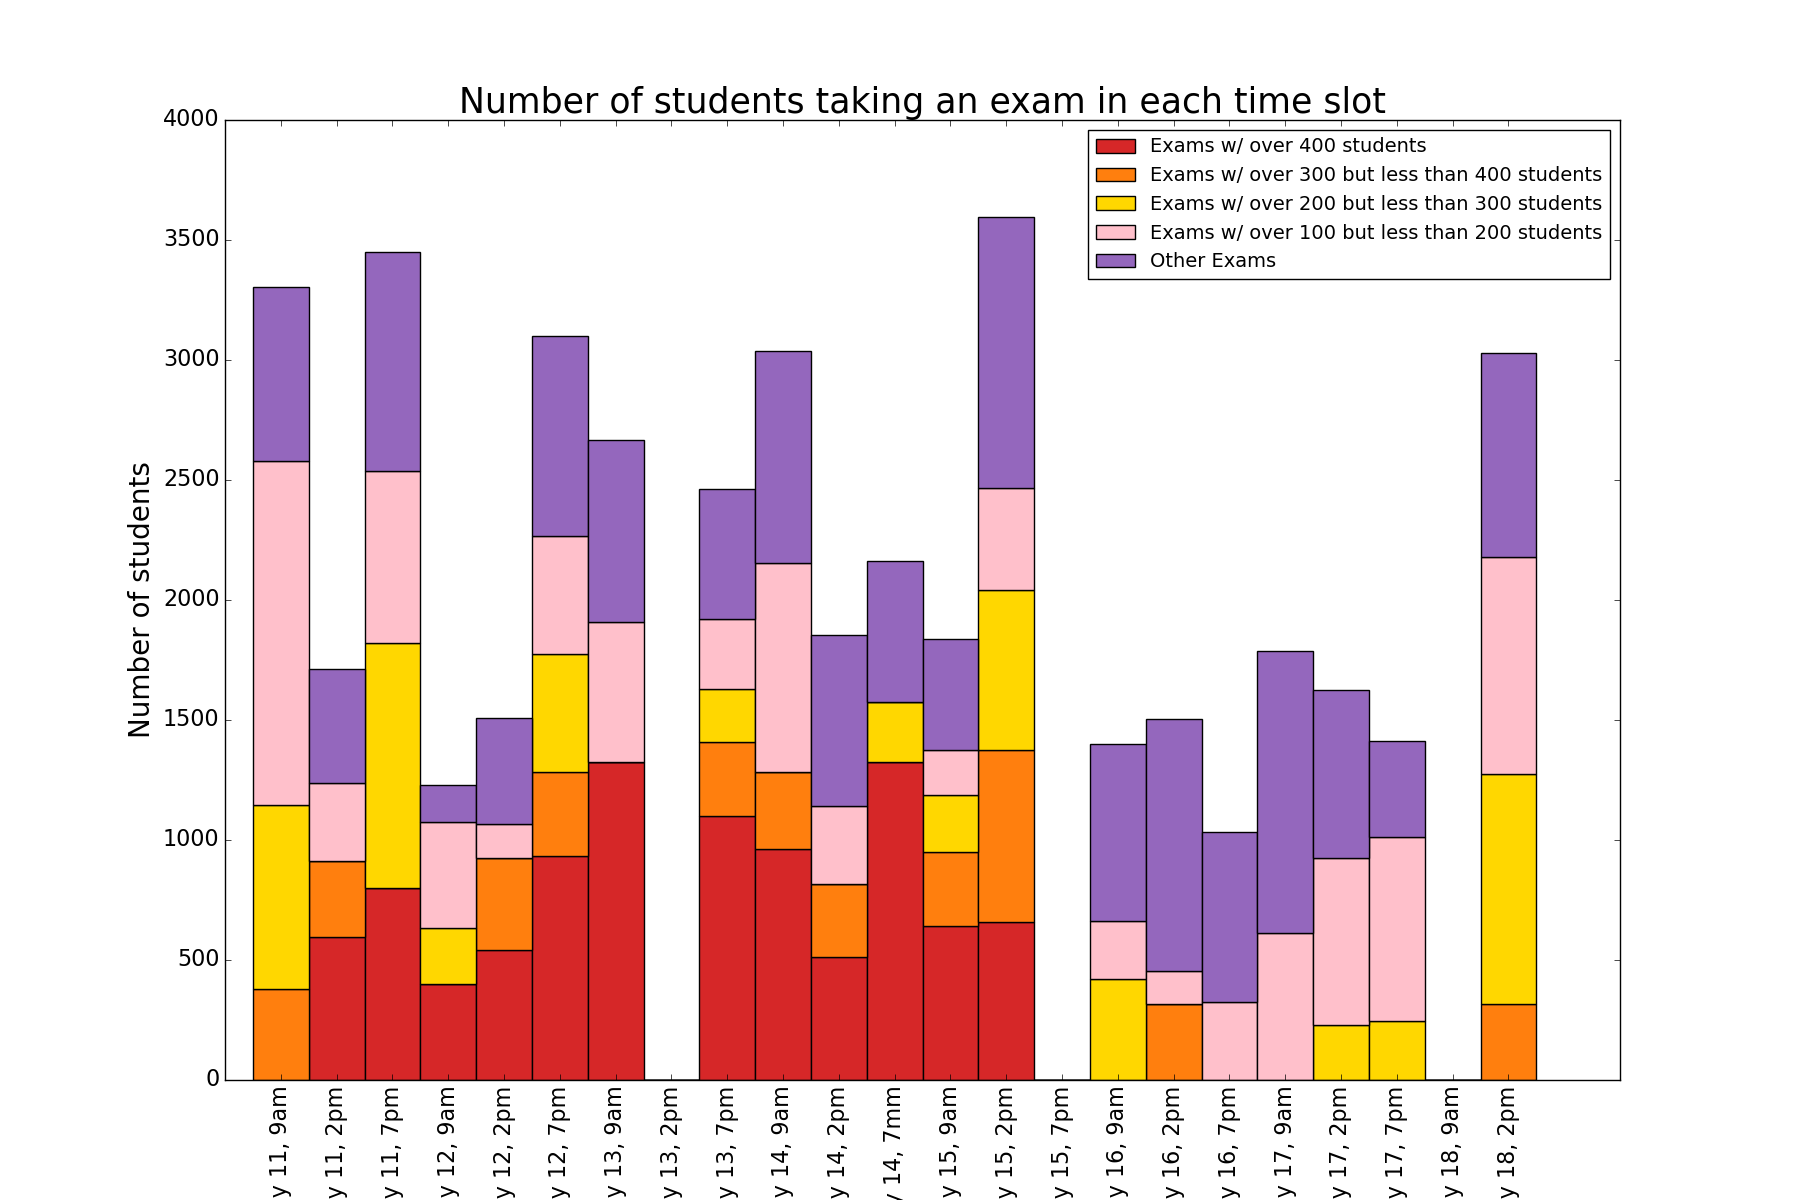 Number of students taking an exam in each time slot
Number of students
4000
3500
3000
2500
2000
1500
1000
500
0
Exams w/ over 400 students
Exams w/ over 300 but less than 400 students
Exams w/ over 200 but less than 300 students
Exams w/ over 100 but less than 200 students
Other Exams
y 11, 9am
y 11, 2pm
y 11, 7pm
y 12, 9am
y 12, 2pm
y 12, 7pm
y 13, 9am
y 13, 2pm
y 13, 7pm
y 14, 9am
y 14, 2pm
y 14, 7mm
y 15, 9am
y 15, 2pm
y 15, 7pm
y 16, 9am
y 16, 2pm
y 16, 7pm
y 17, 9am
y 17, 2pm
y 17, 7pm
y 18, 9am
y 18, 2pm